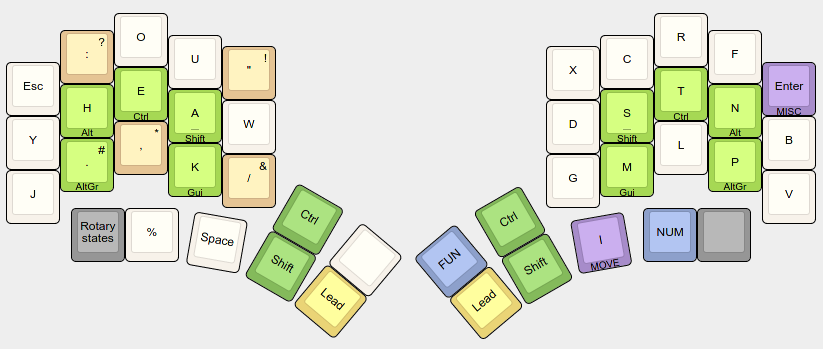 Esc
?
:
O
U
!
"
H
Alt
E
Ctrl
A
Shift
W
Y
#
.
AltGr
*
,
K
Gui
&
/
J
Rotary
states
%
Space
Ctrl
Shift
Lead
X
C
R
F
Enter
MISC
D
S
Shift
T
Ctrl
N
Alt
B
G
M
Gui
L
P
AltGr
V
FUN
Lead
Ctrl
Shift
I
MOVE
NUM